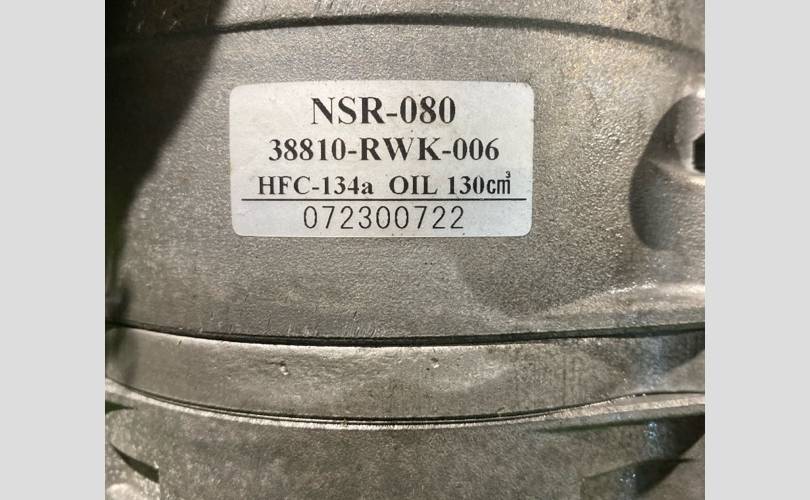 NSR-080
38810-RWK-006
HFC-134a OIL 130cm³
072300722